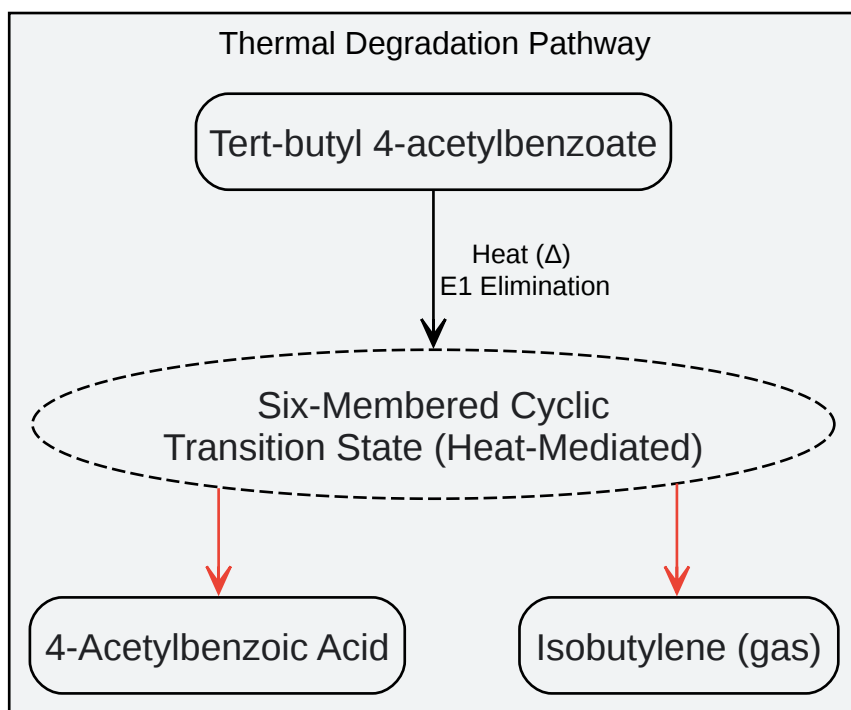 Thermal Degradation Pathway
Tert-butyl 4-acetylbenzoate
Heat (Δ)
E1 Elimination
Six-Membered Cyclic
Transition State (Heat-Mediated)
4-Acetylbenzoic Acid
Isobutylene (gas)